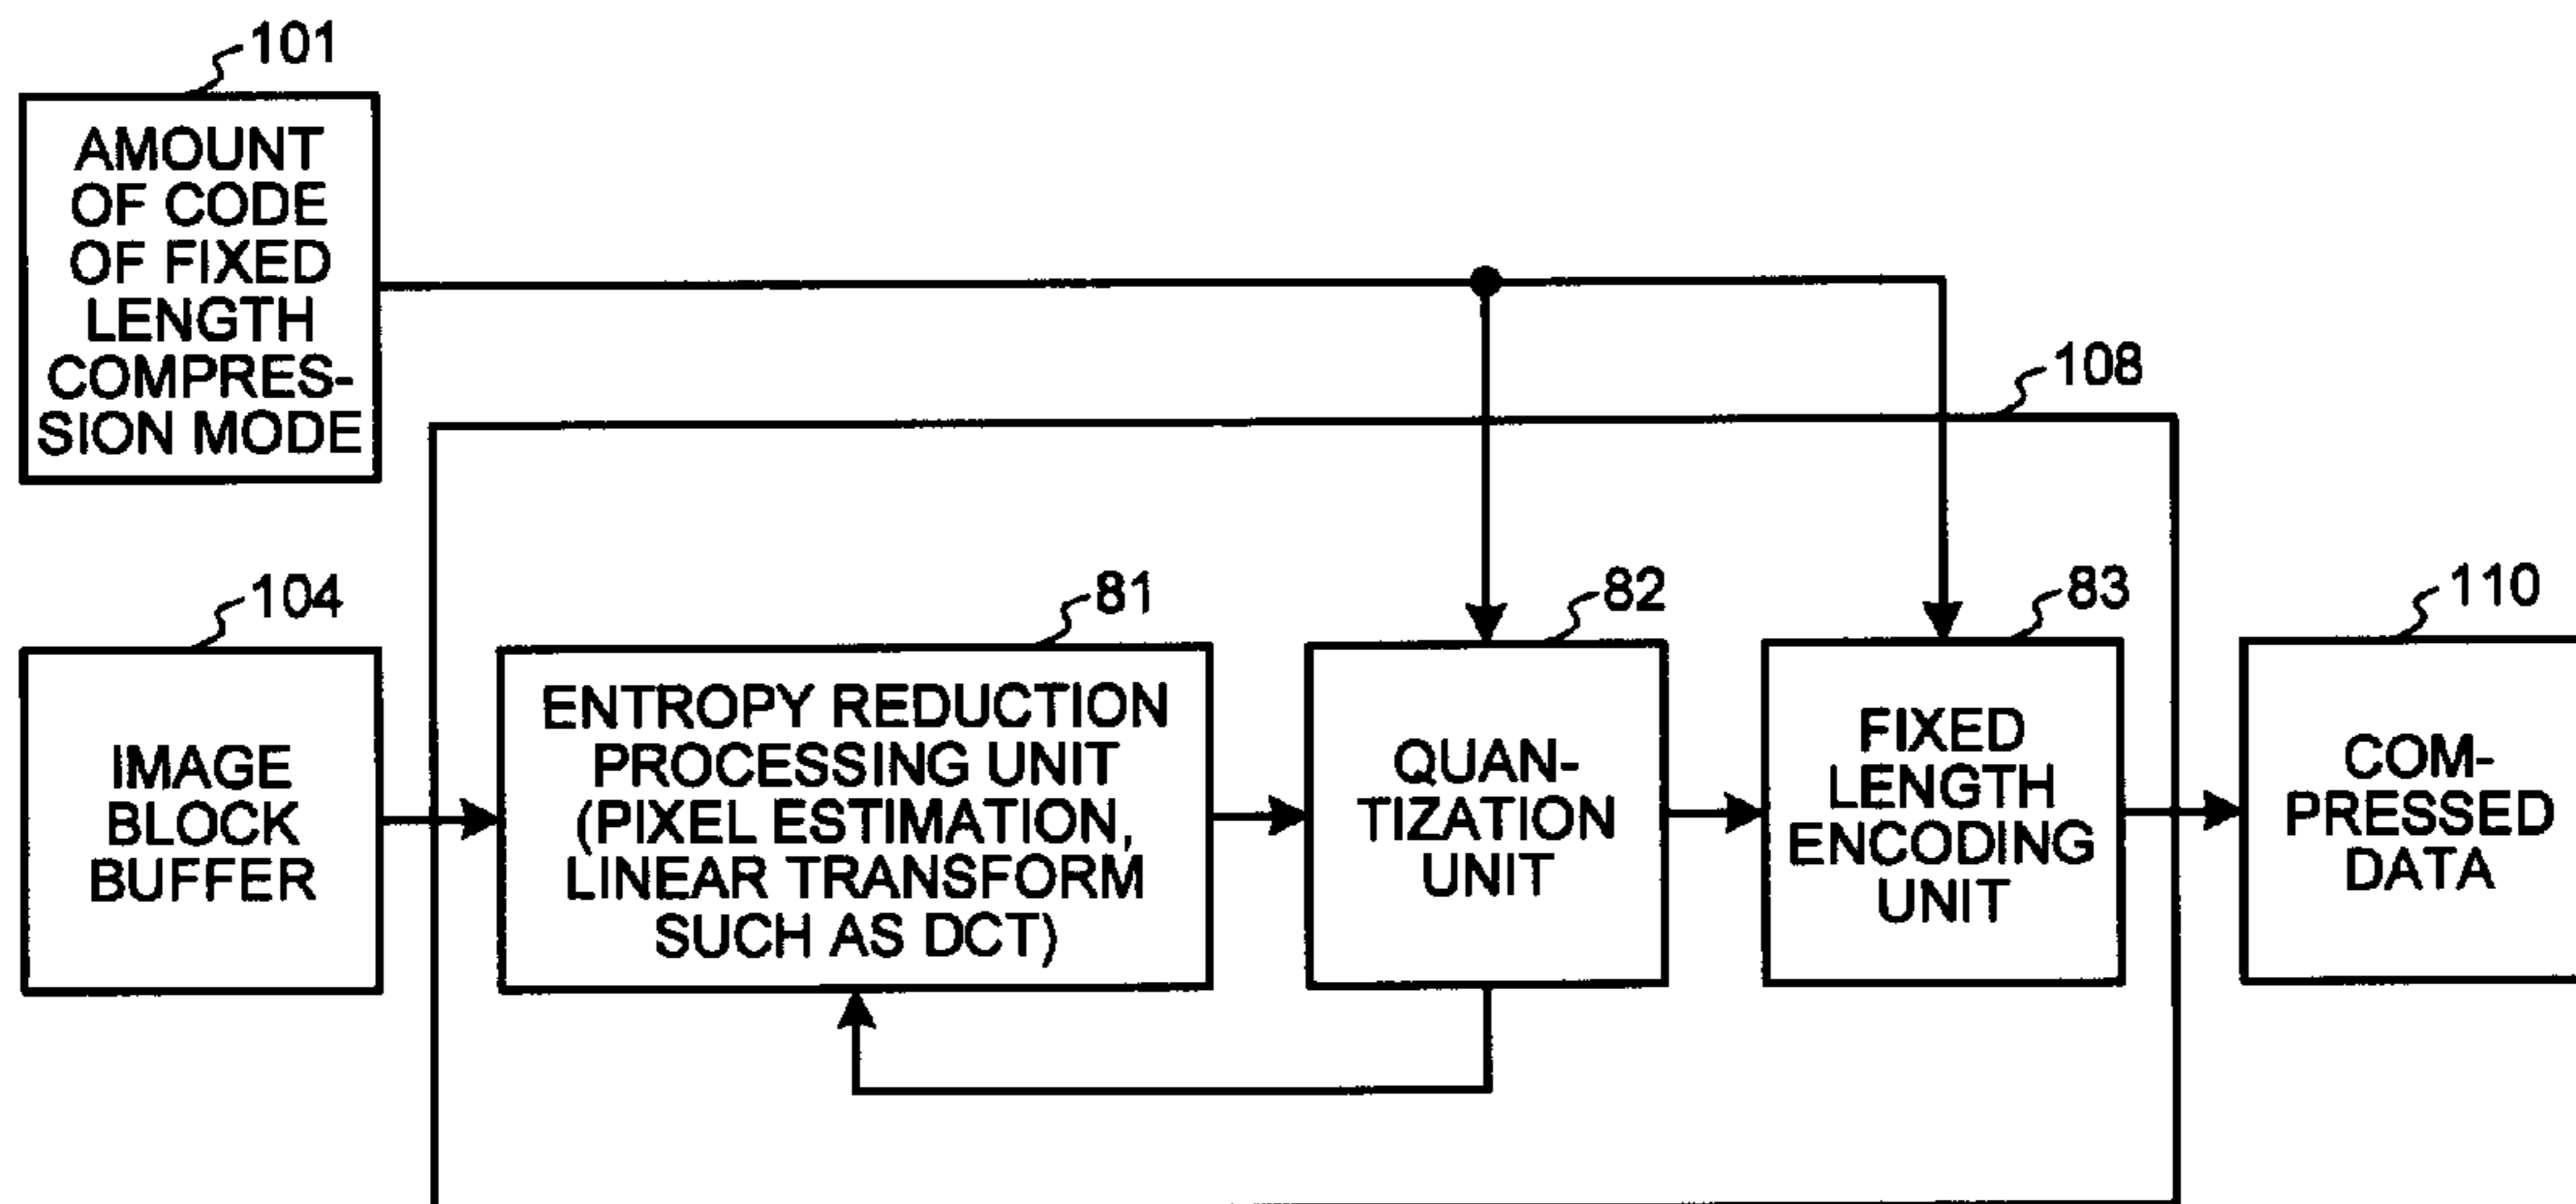 101
AMOUNT
OF CODE
OF FIXED
LENGTH
COMPRES-
SION MODE
108
104
IMAGE
BLOCK
BUFFER
81
ENTROPY REDUCTION
PROCESSING UNIT
(PIXEL ESTIMATION,
LINEAR TRANSFORM
SUCH AS DCT)
82
QUAN-
TIZATION
UNIT
83
FIXED
LENGTH
ENCODING
UNIT
110
COM-
PRESSED
DATA